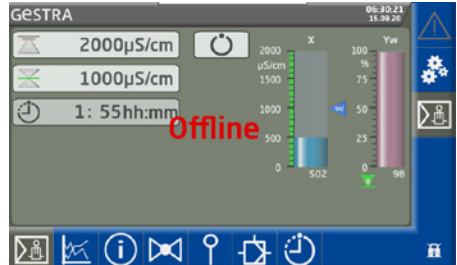 GESTRA
06:30:21
15.09.20
2000µS/cm
1000µS/cm
1: 55hh:mm
Offline
X
Yw
2000
µS/cm
1500
1000
500
0
502
W
100
%
75
50
25
0
98